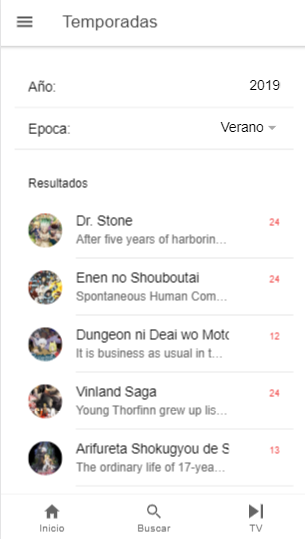 Temporadas
Año: 2019
Epoca: Verano
Resultados
Dr. Stone 24
After five years of harborin...
Enen no Shouboutai 24
Spontaneous Human Com...
Dungeon ni Deai wo Moto 12
It is business as usual in t...
Vinland Saga 24
Young Thorfinn grew up lis...
Arifureta Shokugyou de S 13
The ordinary life of 17-yea...
Inicio Buscar TV